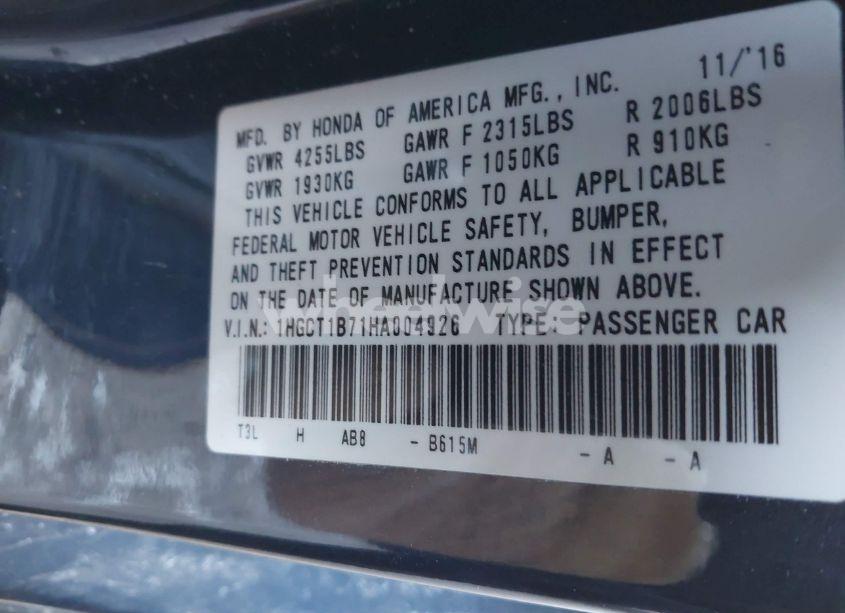 11/'16
MFD. BY HONDA OF AMERICA MFG., INC.
GVWR 4255LBS GAWR F 2315LBS R 2006LBS
GVWR 1930KG GAWR F 1050KG R 910KG
THIS VEHICLE CONFORMS TO ALL APPLICABLE
FEDERAL MOTOR VEHICLE SAFETY, BUMPER,
AND THEFT PREVENTION STANDARDS IN EFFECT
ON THE DATE OF MANUFACTURE SHOWN ABOVE.
wheelwise
V.I.N.: 1HGCT1B71HA004926 TYPE: PASSENGER CAR
T3L H AB8 - B615M - A - A